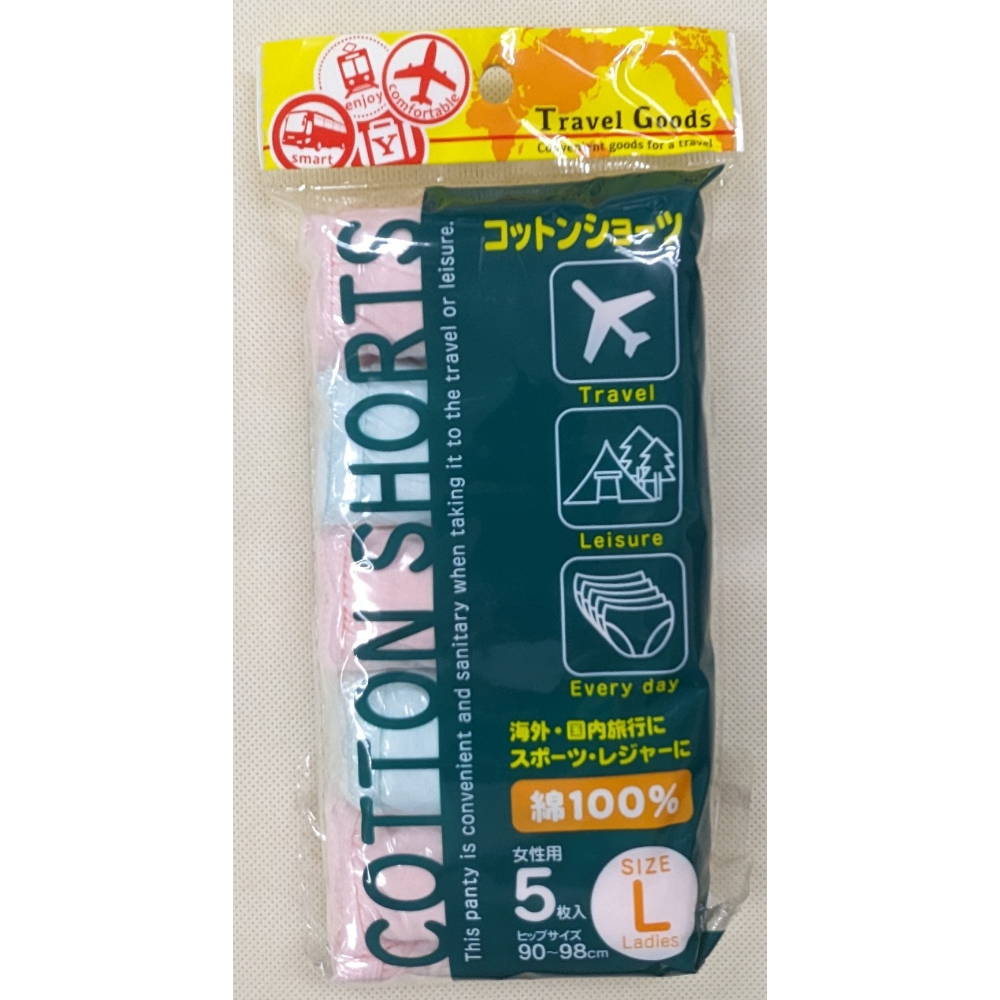 enjoy
comfortable
smart
Y
Travel Goods
Convenient goods for a travel
コットンショーツ
COTTON SHORTS
This panty is convenient and sanitary when taking it to the travel or leisure.
Travel
Leisure
Every day
海外・国内旅行に
スポーツ・レジャーに
綿100%
女性用
5枚入
ヒップサイズ
90~98cm
SIZE
L
Ladies